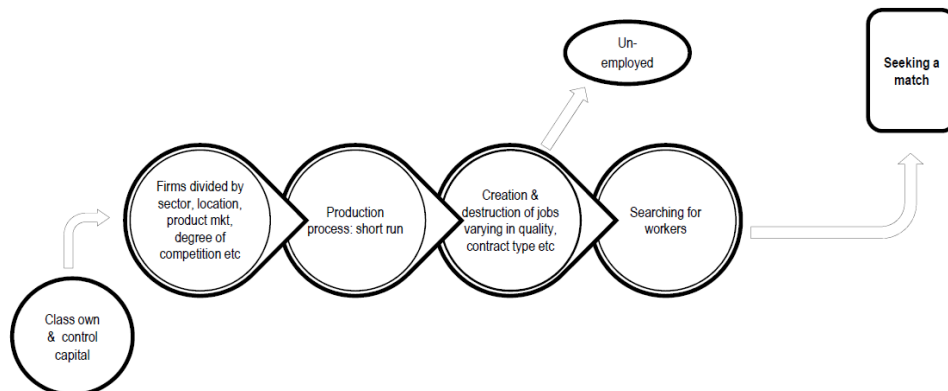 Un-
employed
Seeking a
match
Firms divided by
sector, location,
product mkt,
degree of
competition etc
Production
process: short run
Creation &
destruction of jobs
varying in quality,
contract type etc
Searching for
workers
Class own
& control
capital